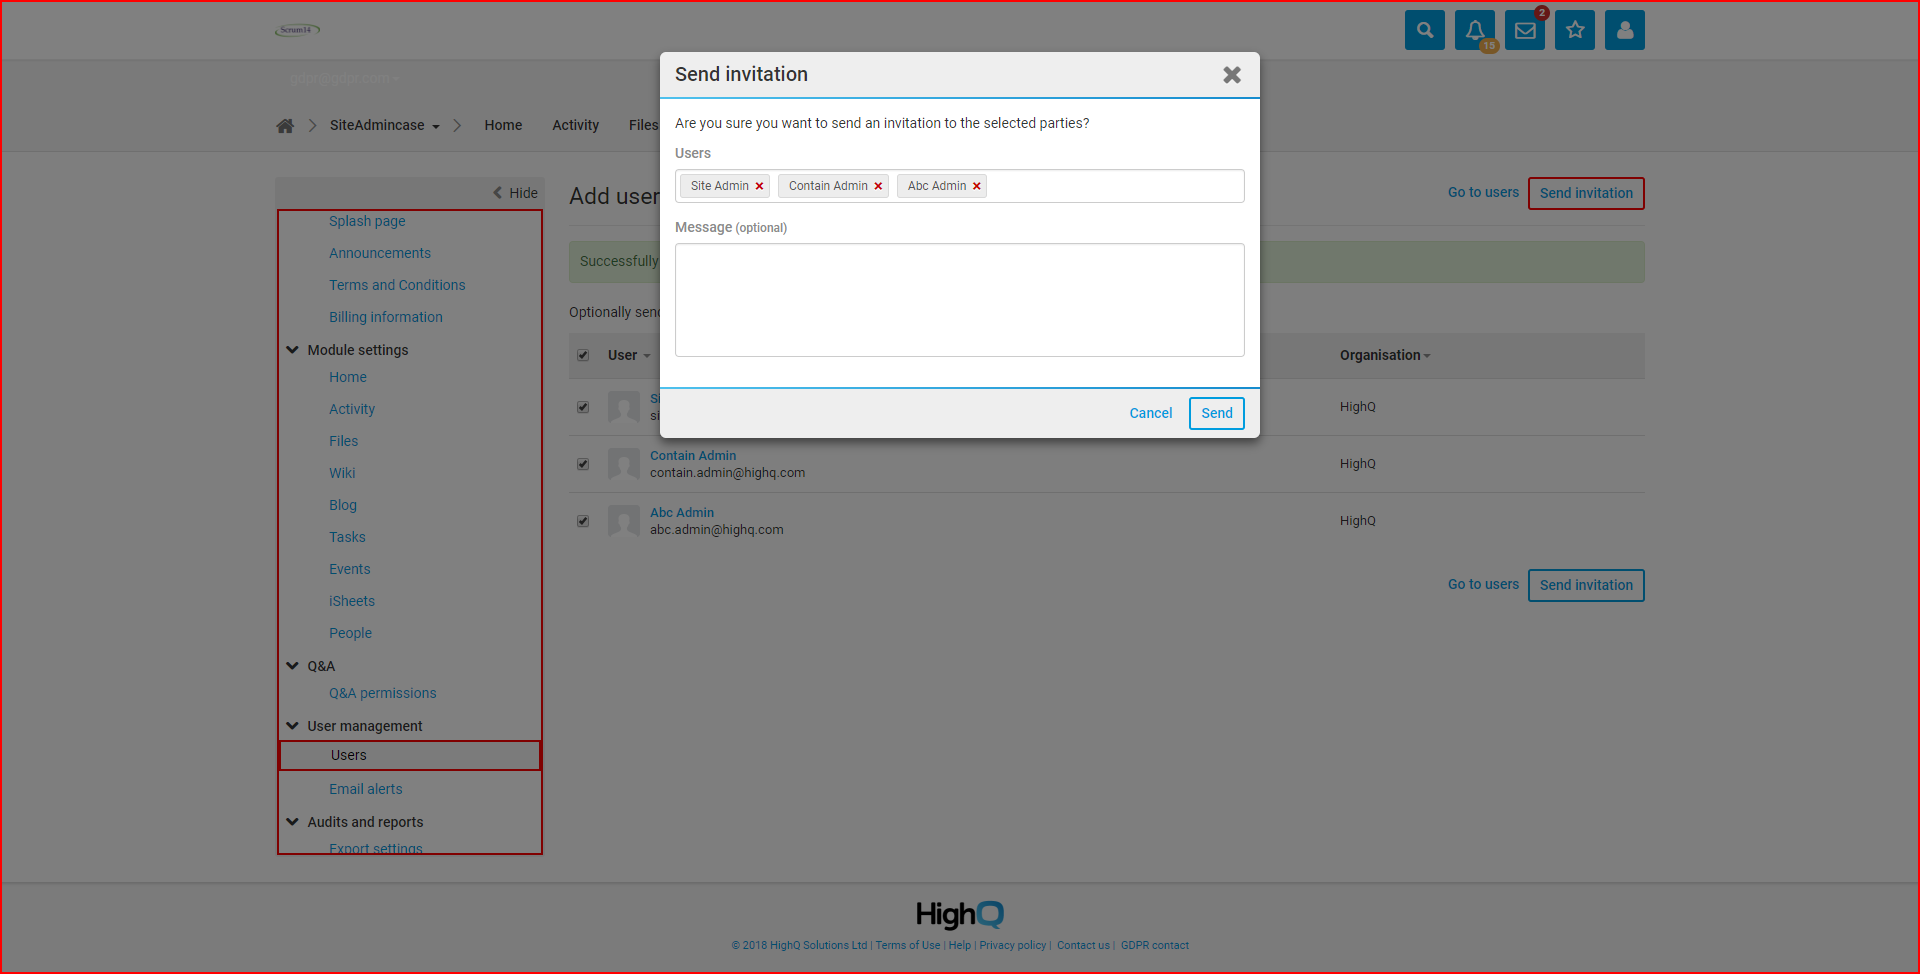 Scrum14
15
2
gdpr@gdpr.com
SiteAdmincase
Home
Activity
Files
Send invitation
Are you sure you want to send an invitation to the selected parties?
Users
Site Admin
Contain Admin
Abc Admin
Message (optional)
Cancel
Send
Hide
Splash page
Announcements
Terms and Conditions
Billing information
Module settings
Home
Activity
Files
Wiki
Blog
Tasks
Events
iSheets
People
Q&A
Q&A permissions
User management
Users
Email alerts
Audits and reports
Export settings
Add user
Go to users
Send invitation
Successfully
Optionally send
User
Organisation
HighQ
Contain Admin
contain.admin@highq.com
HighQ
Abc Admin
abc.admin@highq.com
HighQ
Go to users
Send invitation
HighQ
© 2018 HighQ Solutions Ltd | Terms of Use | Help | Privacy policy | Contact us | GDPR contact